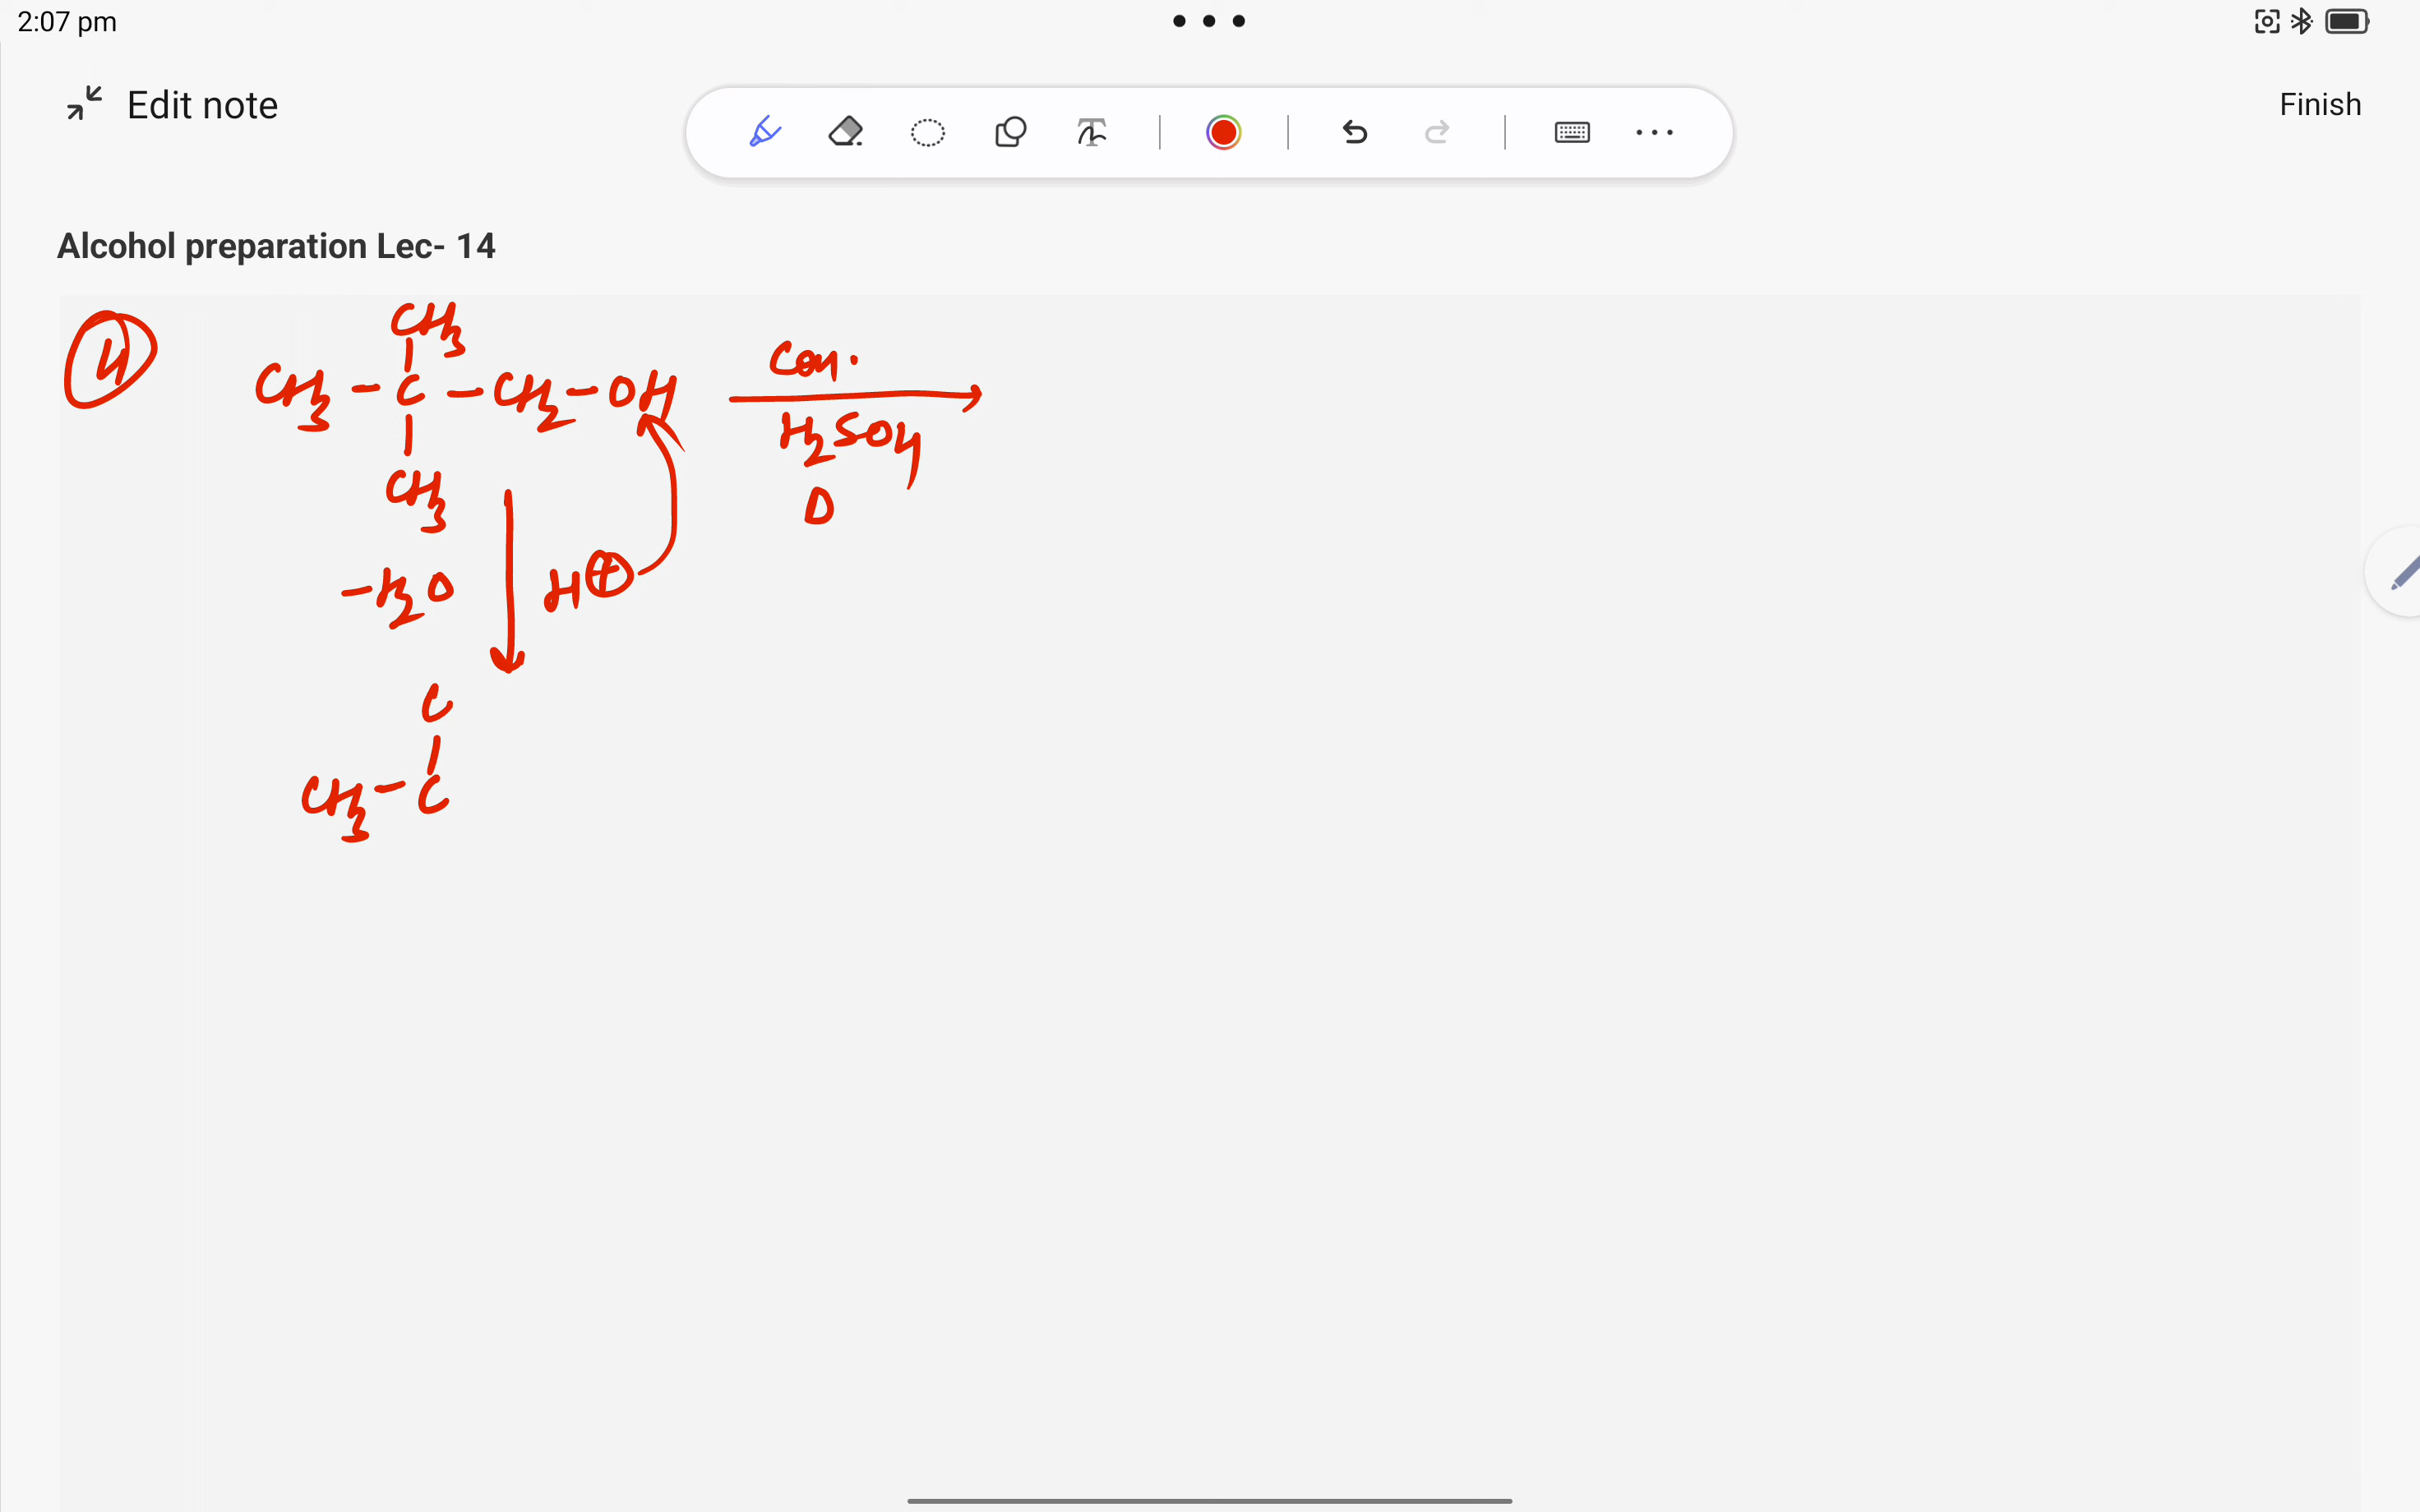 2:07 pm
Edit note
Finish
Alcohol preparation Lec- 14
4
CH3
CH3 - C - CH2 - OH
CH3
Con.
H2SO4
Δ
-H2O
H⊕
C
CH3 - C